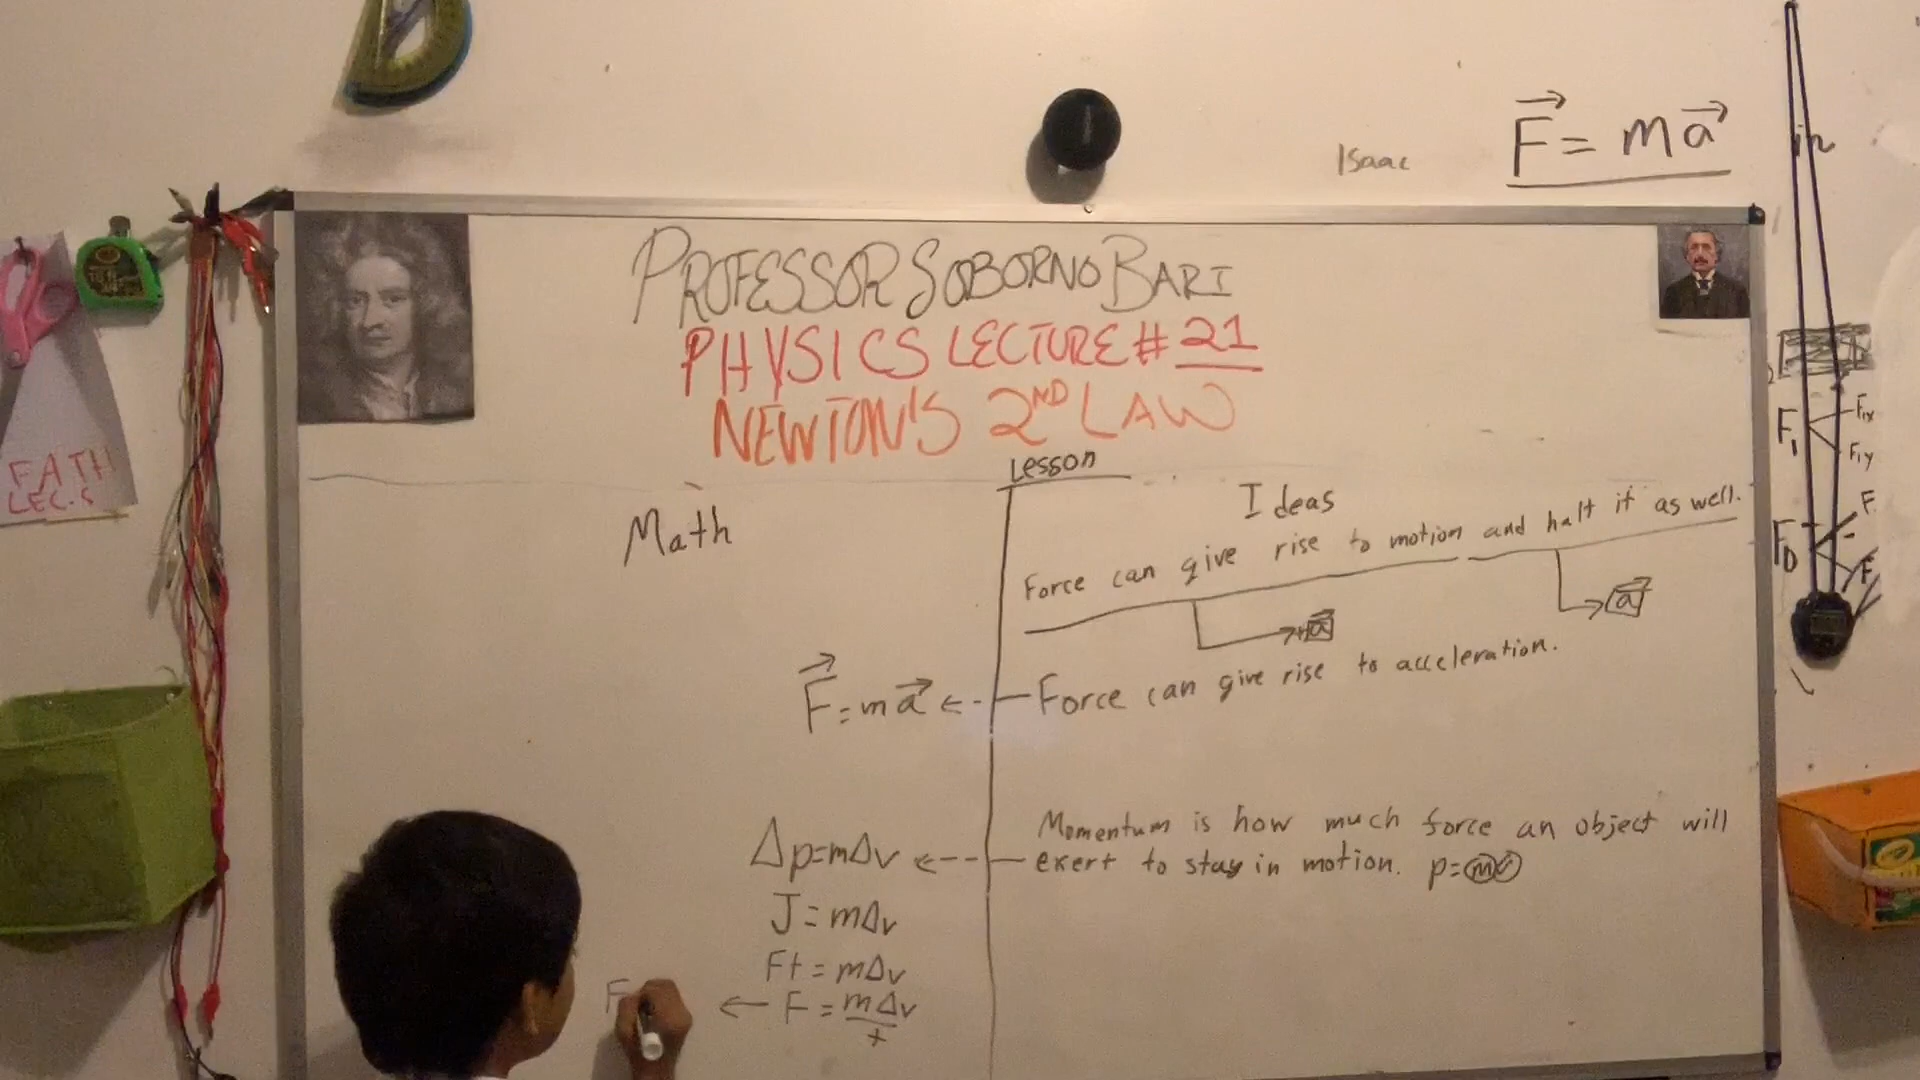 Isaac
F = ma
PROFESSOR SOBORNO BARI
PHYSICS LECTURE # 21
NEWTON'S 2ND LAW
Lesson
Math
Ideas
Force can give rise to motion and halt it as well.
a
+a
F = ma ← Force can give rise to acceleration.
Δp=mΔv ← Momentum is how much force an object will
exert to stay in motion. p=mv
J = mΔv
Ft = mΔv
F ← F = mΔv
t
FATH
LEC.S
F1
F1x
F1y
FD
F
F